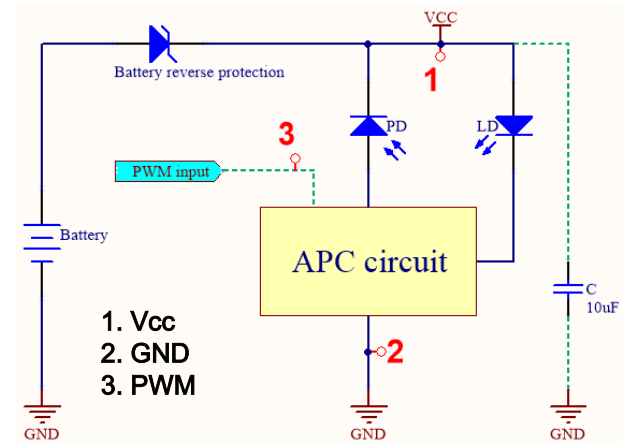 VCC
Battery reverse protection
1
PD
LD
3
PWM input
Battery
APC circuit
C
10uF
1. Vcc
2. GND
3. PWM
2
GND
GND
GND